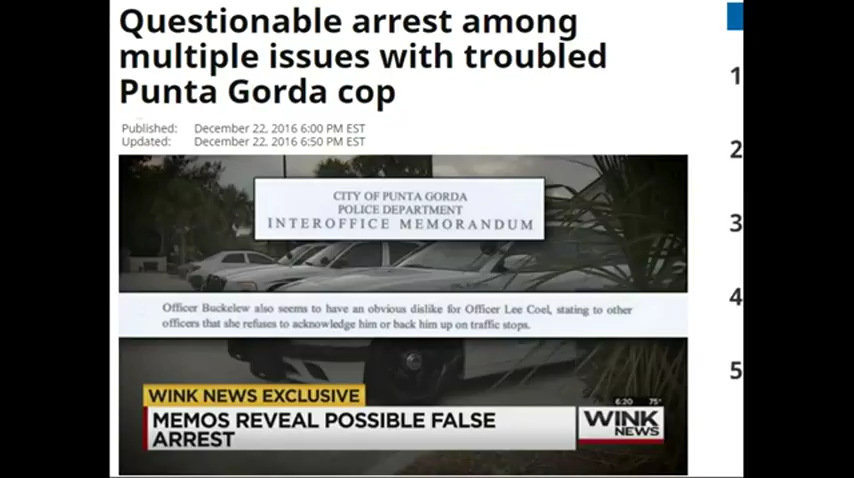 Questionable arrest among
multiple issues with troubled
Punta Gorda cop
Published: December 22, 2016 6:00 PM EST
Updated: December 22, 2016 6:50 PM EST
CITY OF PUNTA GORDA
POLICE DEPARTMENT
INTEROFFICE MEMORANDUM
Officer Buckelew also seems to have an obvious dislike for Officer Lee Coel, stating to other
officers that she refuses to acknowledge him or back him up on traffic stops.
WINK NEWS EXCLUSIVE
MEMOS REVEAL POSSIBLE FALSE
ARREST
6:20 75°
WINK
NEWS
1
2
3
4
5